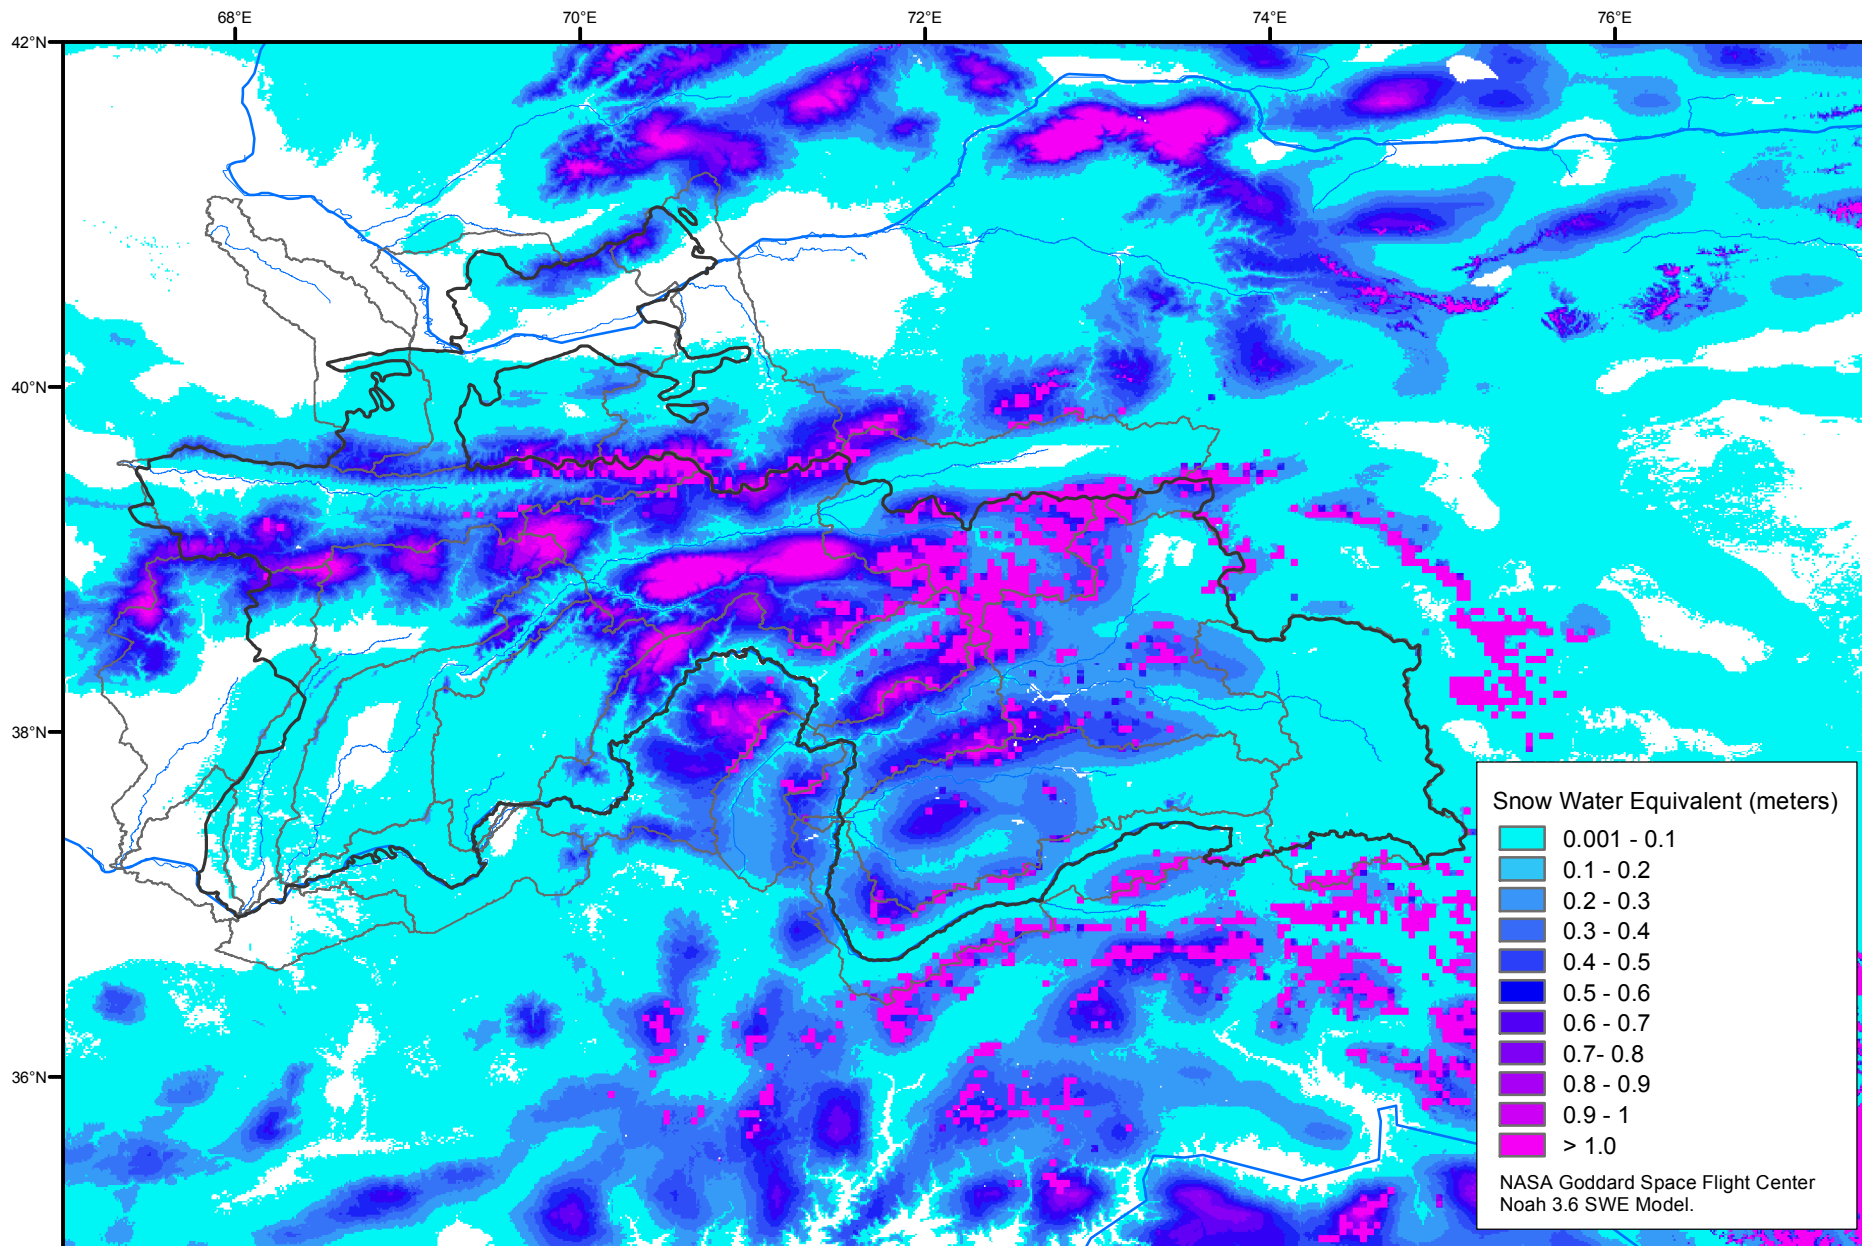 68°E 70°E 72°E 74°E 76°E
42°N
40°N
38°N
36°N
Snow Water Equivalent (meters)
0.001 - 0.1
0.1 - 0.2
0.2 - 0.3
0.3 - 0.4
0.4 - 0.5
0.5 - 0.6
0.6 - 0.7
0.7- 0.8
0.8 - 0.9
0.9 - 1
> 1.0
NASA Goddard Space Flight Center
Noah 3.6 SWE Model.